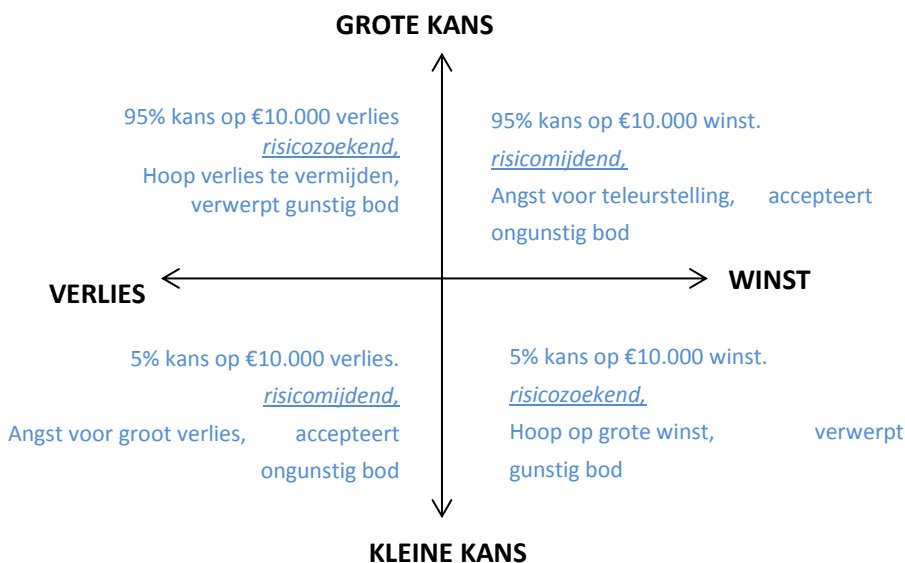 GROTE KANS
95% kans op €10.000 verlies
risicozoekend,
Hoop verlies te vermijden,
verwerpt gunstig bod
95% kans op €10.000 winst.
risicomijdend,
Angst voor teleurstelling, accepteert
ongunstig bod
VERLIES
WINST
5% kans op €10.000 verlies.
risicomijdend,
Angst voor groot verlies, accepteert
ongunstig bod
5% kans op €10.000 winst.
risicozoekend,
Hoop op grote winst, verwerpt
gunstig bod
KLEINE KANS